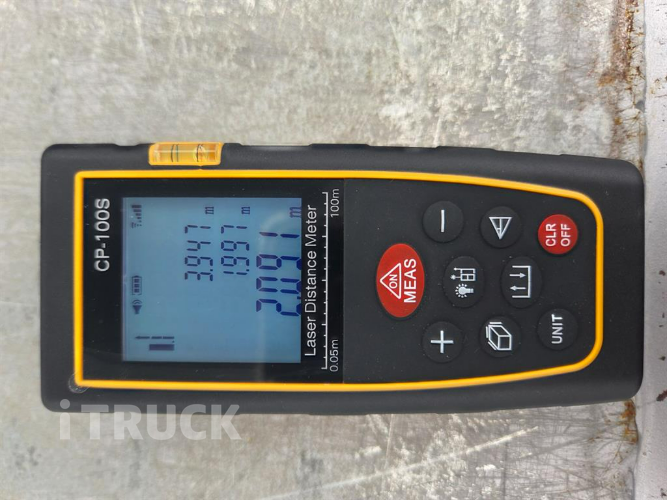 CP-100S
3.947 m
1.997 m
2.091 m
Laser Distance Meter
0.05m 100m
ON
MEAS
+
−
UNIT
CLR
OFF
iTRUCK